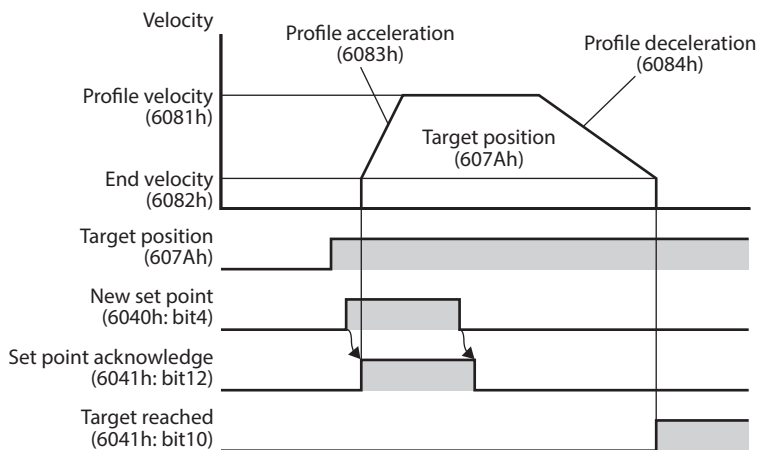 Velocity
Profile acceleration
(6083h)
Profile deceleration
(6084h)
Profile velocity
(6081h)
Target position
(607Ah)
End velocity
(6082h)
Target position
(607Ah)
New set point
(6040h: bit4)
Set point acknowledge
(6041h: bit12)
Target reached
(6041h: bit10)